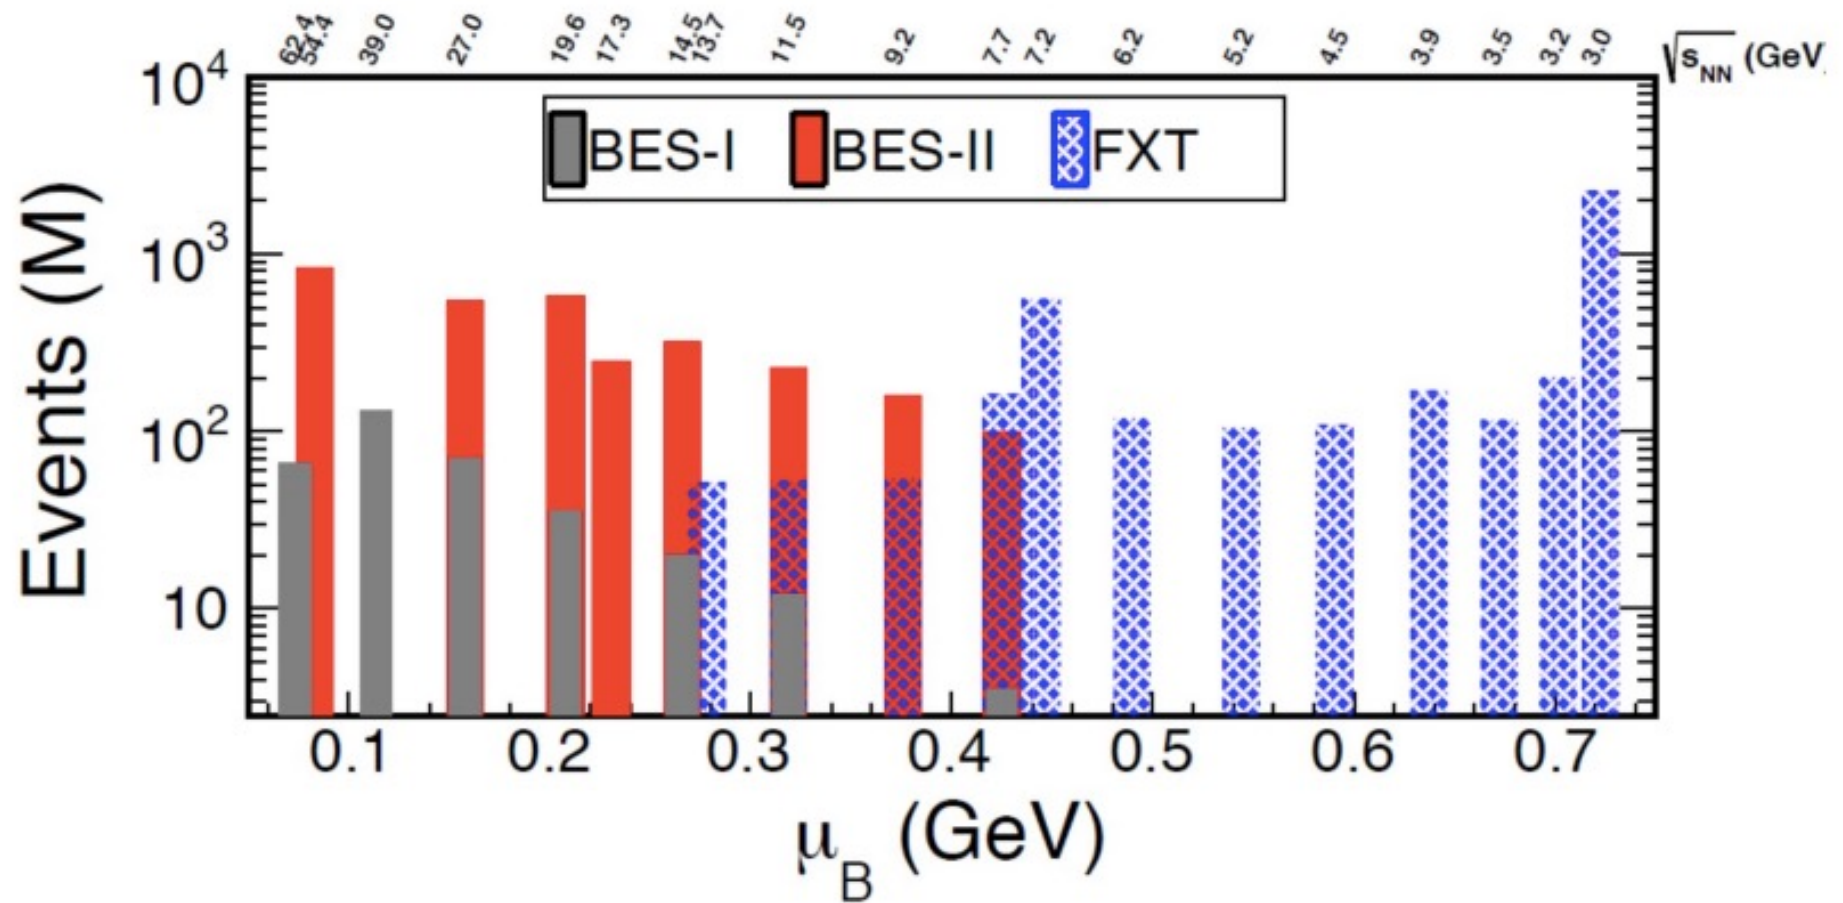 62.4 54.4 39.0 27.0 19.6 17.3 14.5 13.7 11.5 9.2 7.7 7.2 6.2 5.2 4.5 3.9 3.5 3.2 3.0 √sNN (GeV)
10⁴
BES-I BES-II FXT
10³
10²
10
Events (M)
0.1 0.2 0.3 0.4 0.5 0.6 0.7
μB (GeV)